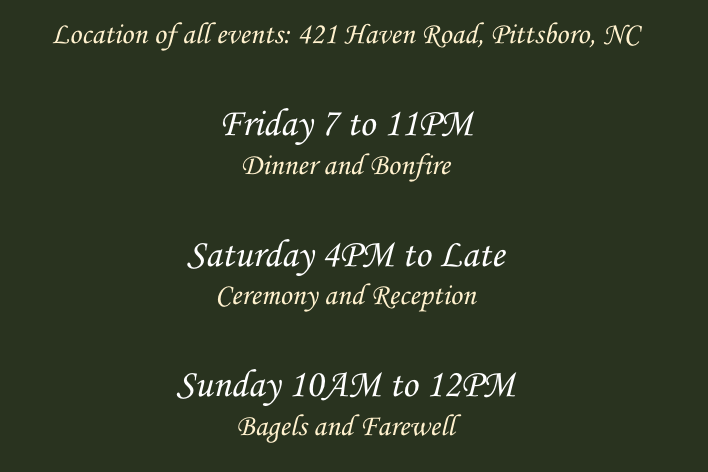 Location of all events: 421 Haven Road, Pittsboro, NC
Friday 7 to 11PM
Dinner and Bonfire
Saturday 4PM to Late
Ceremony and Reception
Sunday 10AM to 12PM
Bagels and Farewell